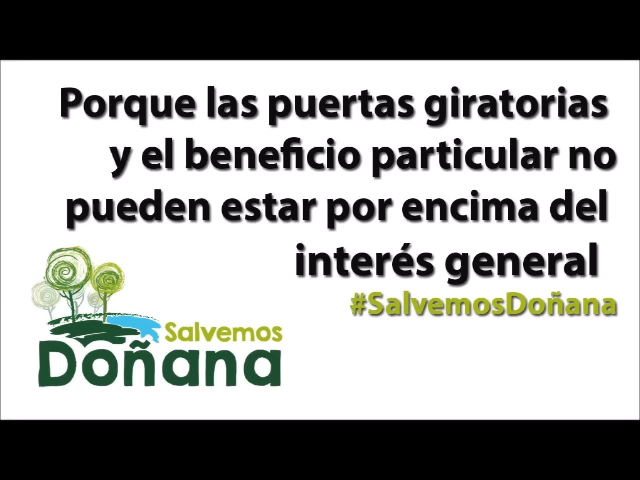 Porque las puertas giratorias
y el beneficio particular no
pueden estar por encima del
interés general
#SalvemosDoñana
Salvemos
Doñana